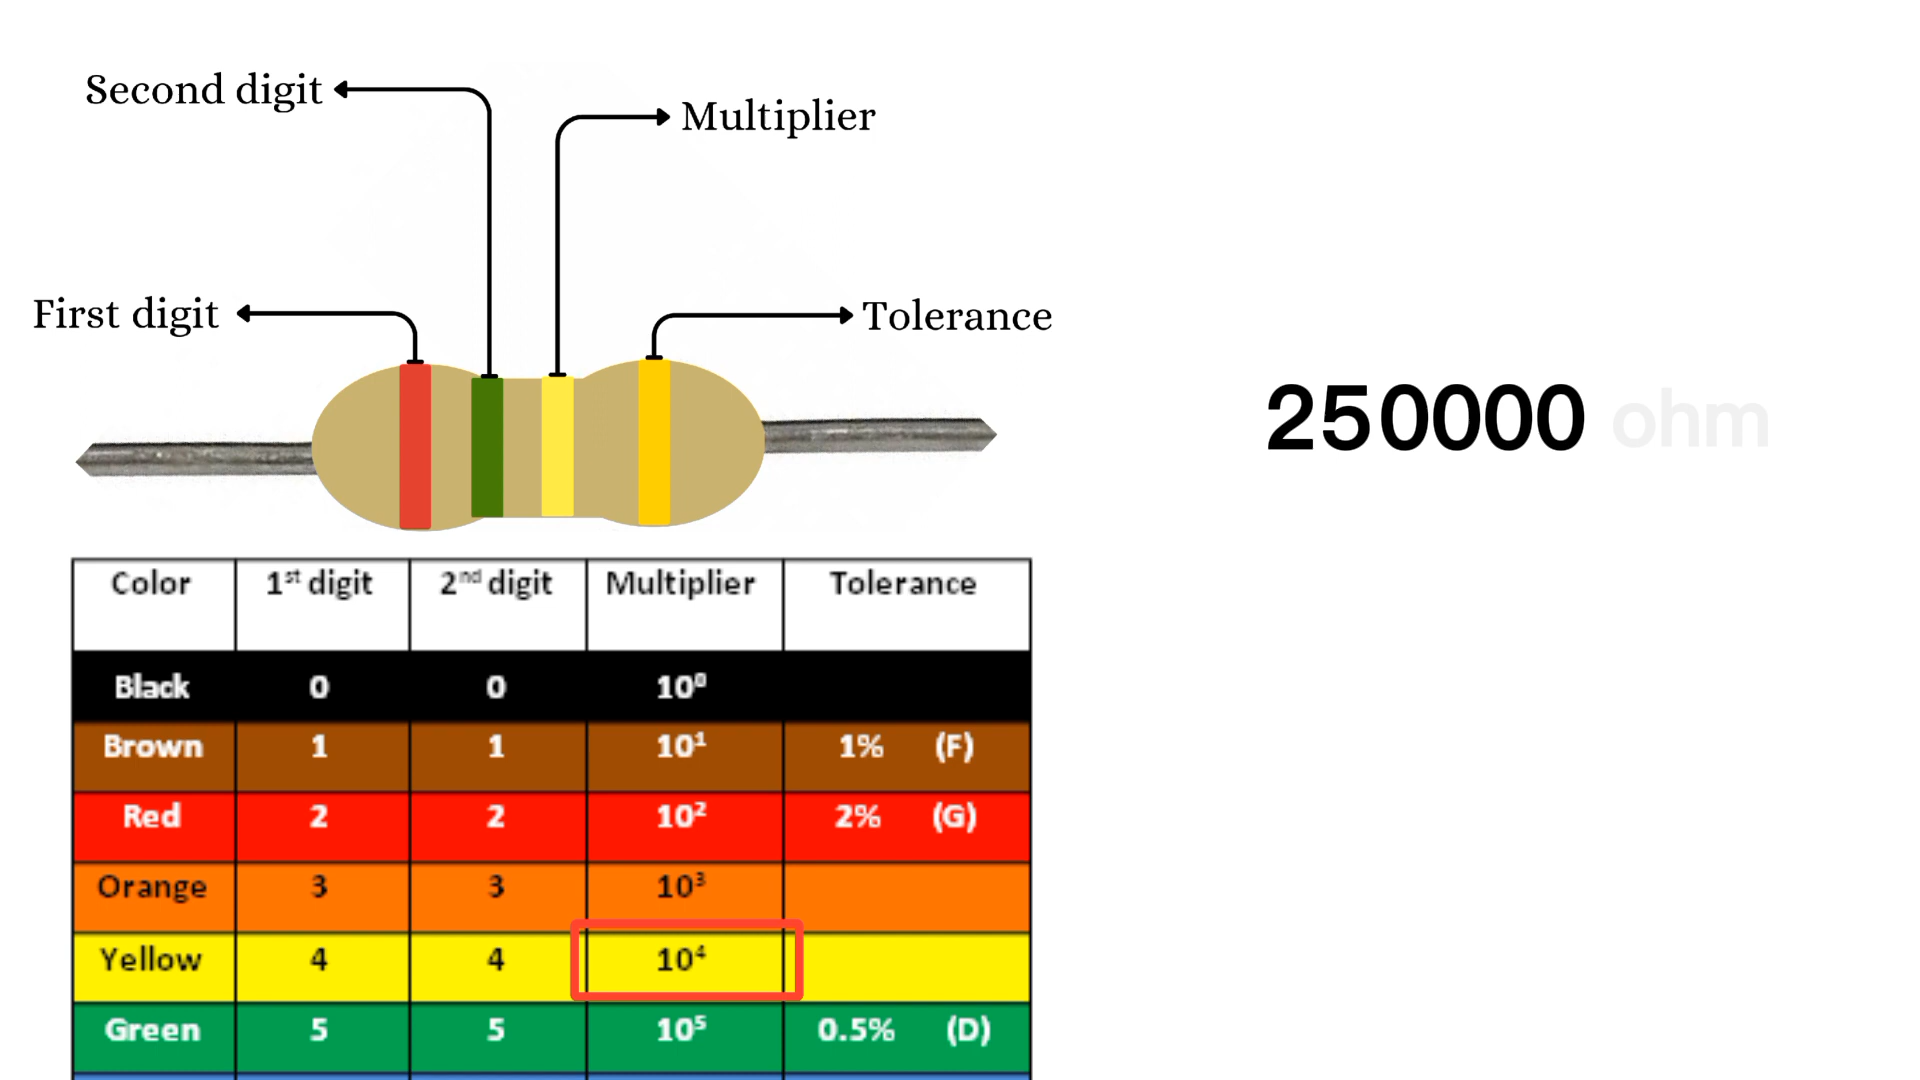 Second digit
Multiplier
First digit
Tolerance
250000 ohm
Color 1st digit 2nd digit Multiplier Tolerance
Black 0 0 10⁰
Brown 1 1 10¹ 1% (F)
Red 2 2 10² 2% (G)
Orange 3 3 10³
Yellow 4 4 10⁴
Green 5 5 10⁵ 0.5% (D)